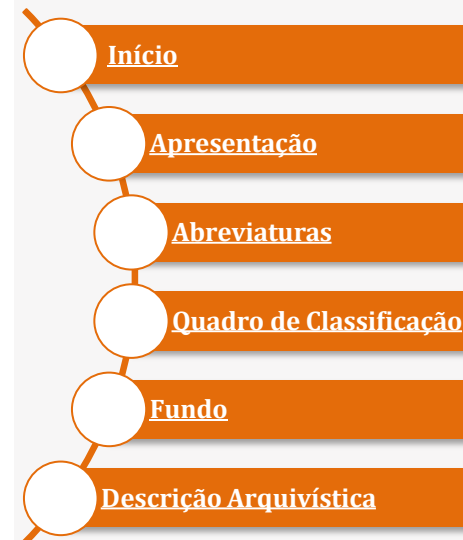 Início
Apresentação
Abreviaturas
Quadro de Classificação
Fundo
Descrição Arquivística